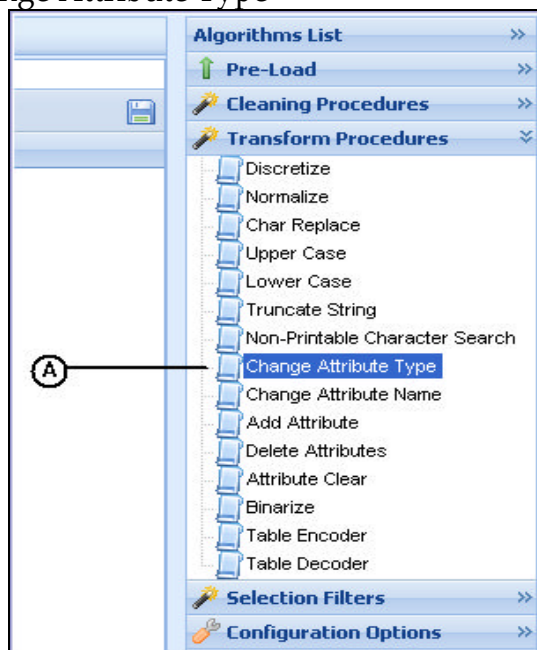 Attribute Type
Algorithms List
Pre-Load
Cleaning Procedures
Transform Procedures
Discretize
Normalize
Char Replace
Upper Case
Lower Case
Truncate String
Non-Printable Character Search
A
Change Attribute Type
Change Attribute Name
Add Attribute
Delete Attributes
Attribute Clear
Binarize
Table Encoder
Table Decoder
Selection Filters
Configuration Options